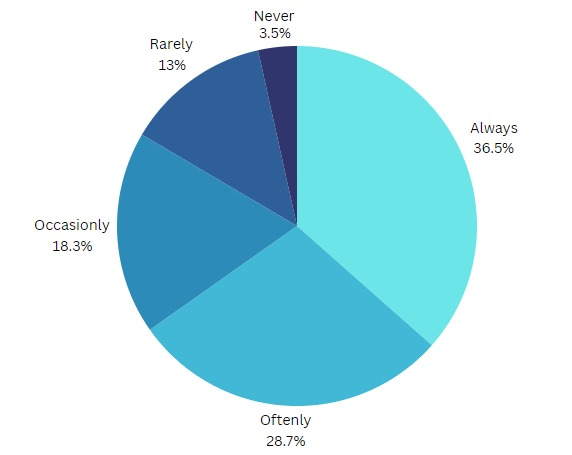 Never
3.5%
Rarely
13%
Always
36.5%
Occasionly
18.3%
Oftenly
28.7%